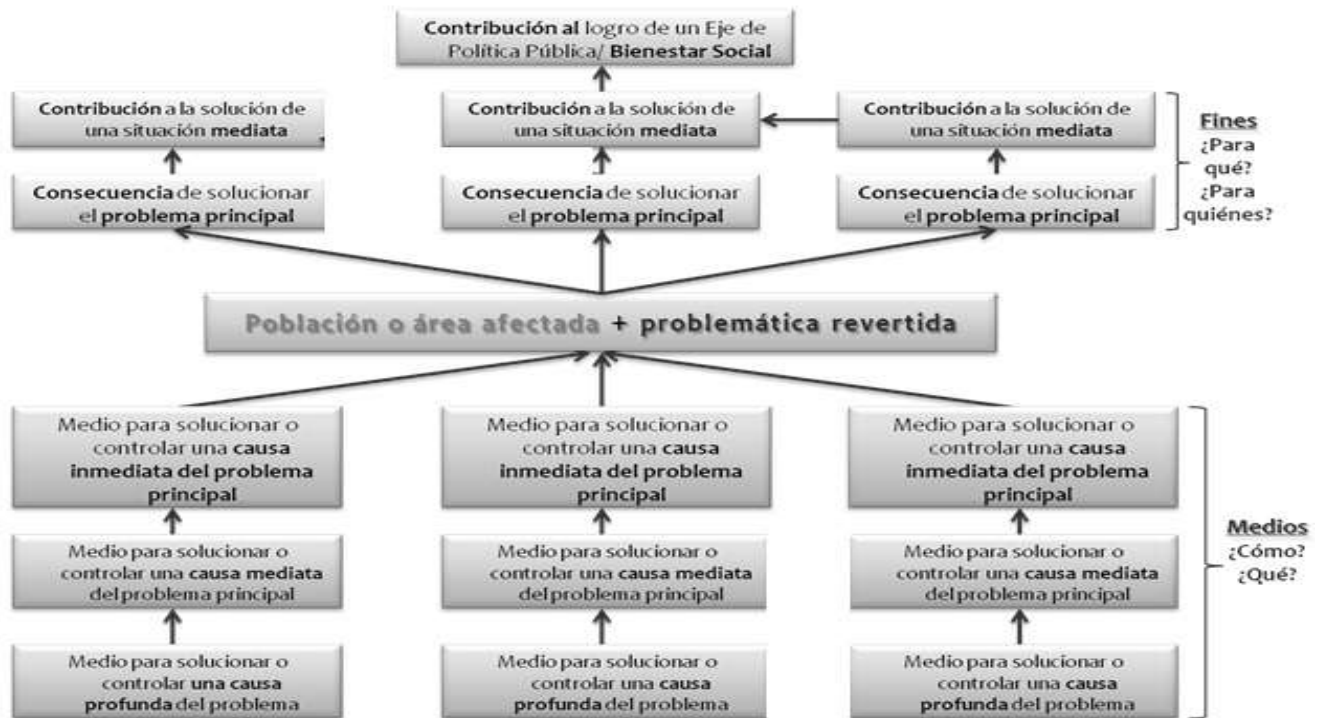 Contribución al logro de un Eje de
Política Pública/ Bienestar Social
Contribución a la solución de
una situación mediata
Contribución a la solución de
una situación mediata
Contribución a la solución de
una situación mediata
Consecuencia de solucionar
el problema principal
Consecuencia de solucionar
el problema principal
Consecuencia de solucionar
el problema principal
Fines
¿Para
qué?
¿Para
quiénes?
Población o área afectada + problemática revertida
Medio para solucionar o
controlar una causa
inmediata del problema
principal
Medio para solucionar o
controlar una causa
inmediata del problema
principal
Medio para solucionar o
controlar una causa
inmediata del problema
principal
Medio para solucionar o
controlar una causa mediata
del problema principal
Medio para solucionar o
controlar una causa mediata
del problema principal
Medio para solucionar o
controlar una causa mediata
del problema principal
Medio para solucionar o
controlar una causa
profunda del problema
Medio para solucionar o
controlar una causa
profunda del problema
Medio para solucionar o
controlar una causa
profunda del problema
Medios
¿Cómo?
¿Qué?